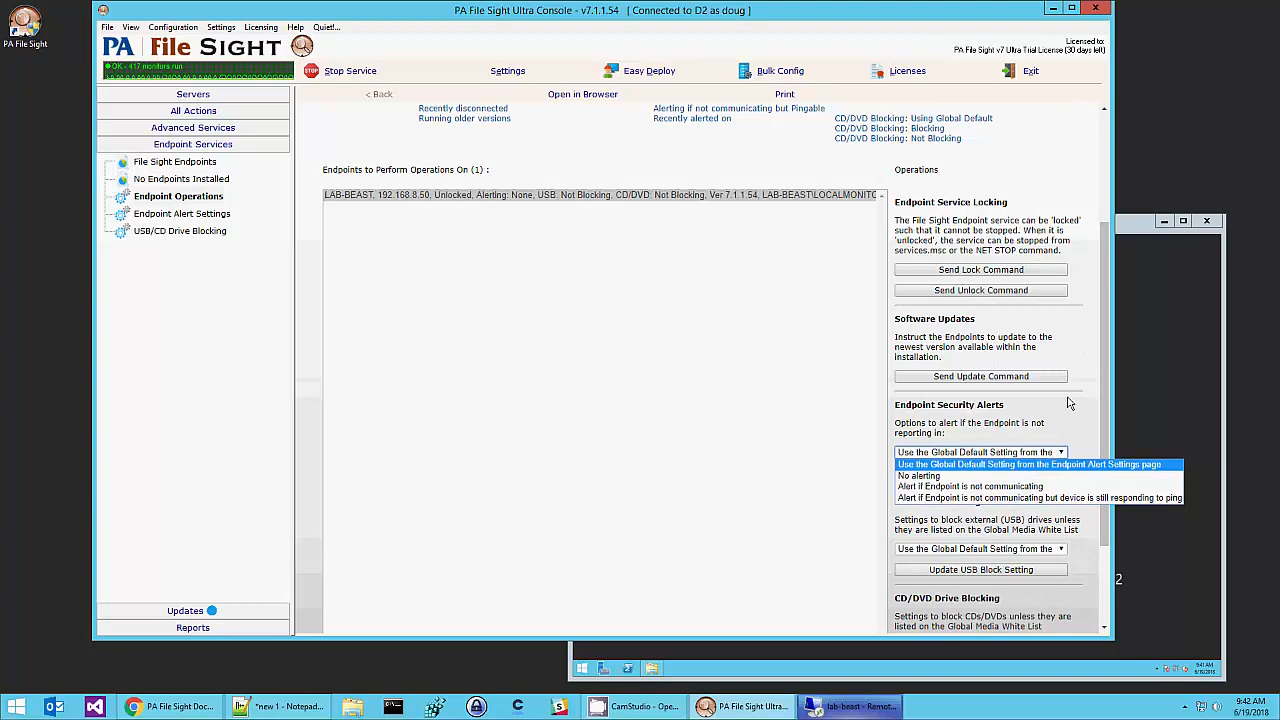 PA File Sight
PA File Sight Ultra Console - v7.1.1.54 [ Connected to D2 as doug ]
File View Configuration Settings Licensing Help Quiet!...
PA File SIGHT
Licensed to:
PA File Sight v7 Ultra Trial License (30 days left)
OK - 417 monitors run
Stop Service
Settings
Easy Deploy
Bulk Config
Licenses
Exit
Servers
All Actions
Advanced Services
Endpoint Services
File Sight Endpoints
No Endpoints Installed
Endpoint Operations
Endpoint Alert Settings
USB/CD Drive Blocking
Updates
Reports
< Back
Open in Browser
Print
Recently disconnected
Running older versions
Alerting if not communicating but Pingable
Recently alerted on
CD/DVD Blocking: Using Global Default
CD/DVD Blocking: Blocking
CD/DVD Blocking: Not Blocking
Endpoints to Perform Operations On (1) :
LAB-BEAST, 192.168.8.50, Unlocked, Alerting: None, USB: Not Blocking, CD/DVD: Not Blocking, Ver 7.1.1.54, LAB-BEAST\LOCALMONITO
Operations
Endpoint Service Locking
The File Sight Endpoint service can be 'locked'
such that it cannot be stopped. When it is
'unlocked', the service can be stopped from
services.msc or the NET STOP command.
Send Lock Command
Send Unlock Command
Software Updates
Instruct the Endpoints to update to the
newest version available within the
installation.
Send Update Command
Endpoint Security Alerts
Options to alert if the Endpoint is not
reporting in:
Use the Global Default Setting from the
Use the Global Default Setting from the Endpoint Alert Settings page
No alerting
Alert if Endpoint is not communicating
Alert if Endpoint is not communicating but device is still responding to ping
Settings to block external (USB) drives unless
they are listed on the Global Media White List
Use the Global Default Setting from the
Update USB Block Setting
CD/DVD Drive Blocking
Settings to block CDs/DVDs unless they are
listed on the Global Media White List
2
9:41 AM
6/19/2018
PA File Sight Doc...
*new 1 - Notepad...
CamStudio - Ope...
PA File Sight Ultra...
lab-beast - Remot...
9:42 AM
6/19/2018